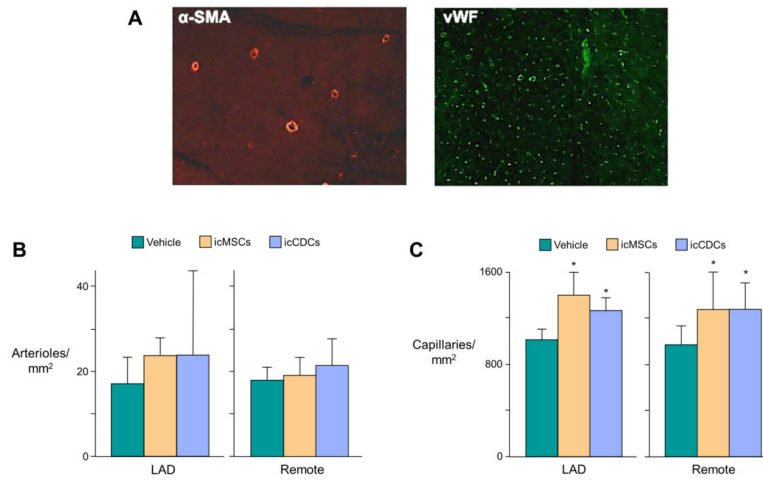 A
α-SMA
vWF
B
Vehicle icMSCs icCDCs
40
Arterioles/
mm²
20
0
LAD Remote
C
Vehicle icMSCs icCDCs
1600
* * * *
Capillaries/
mm²
800
0
LAD Remote